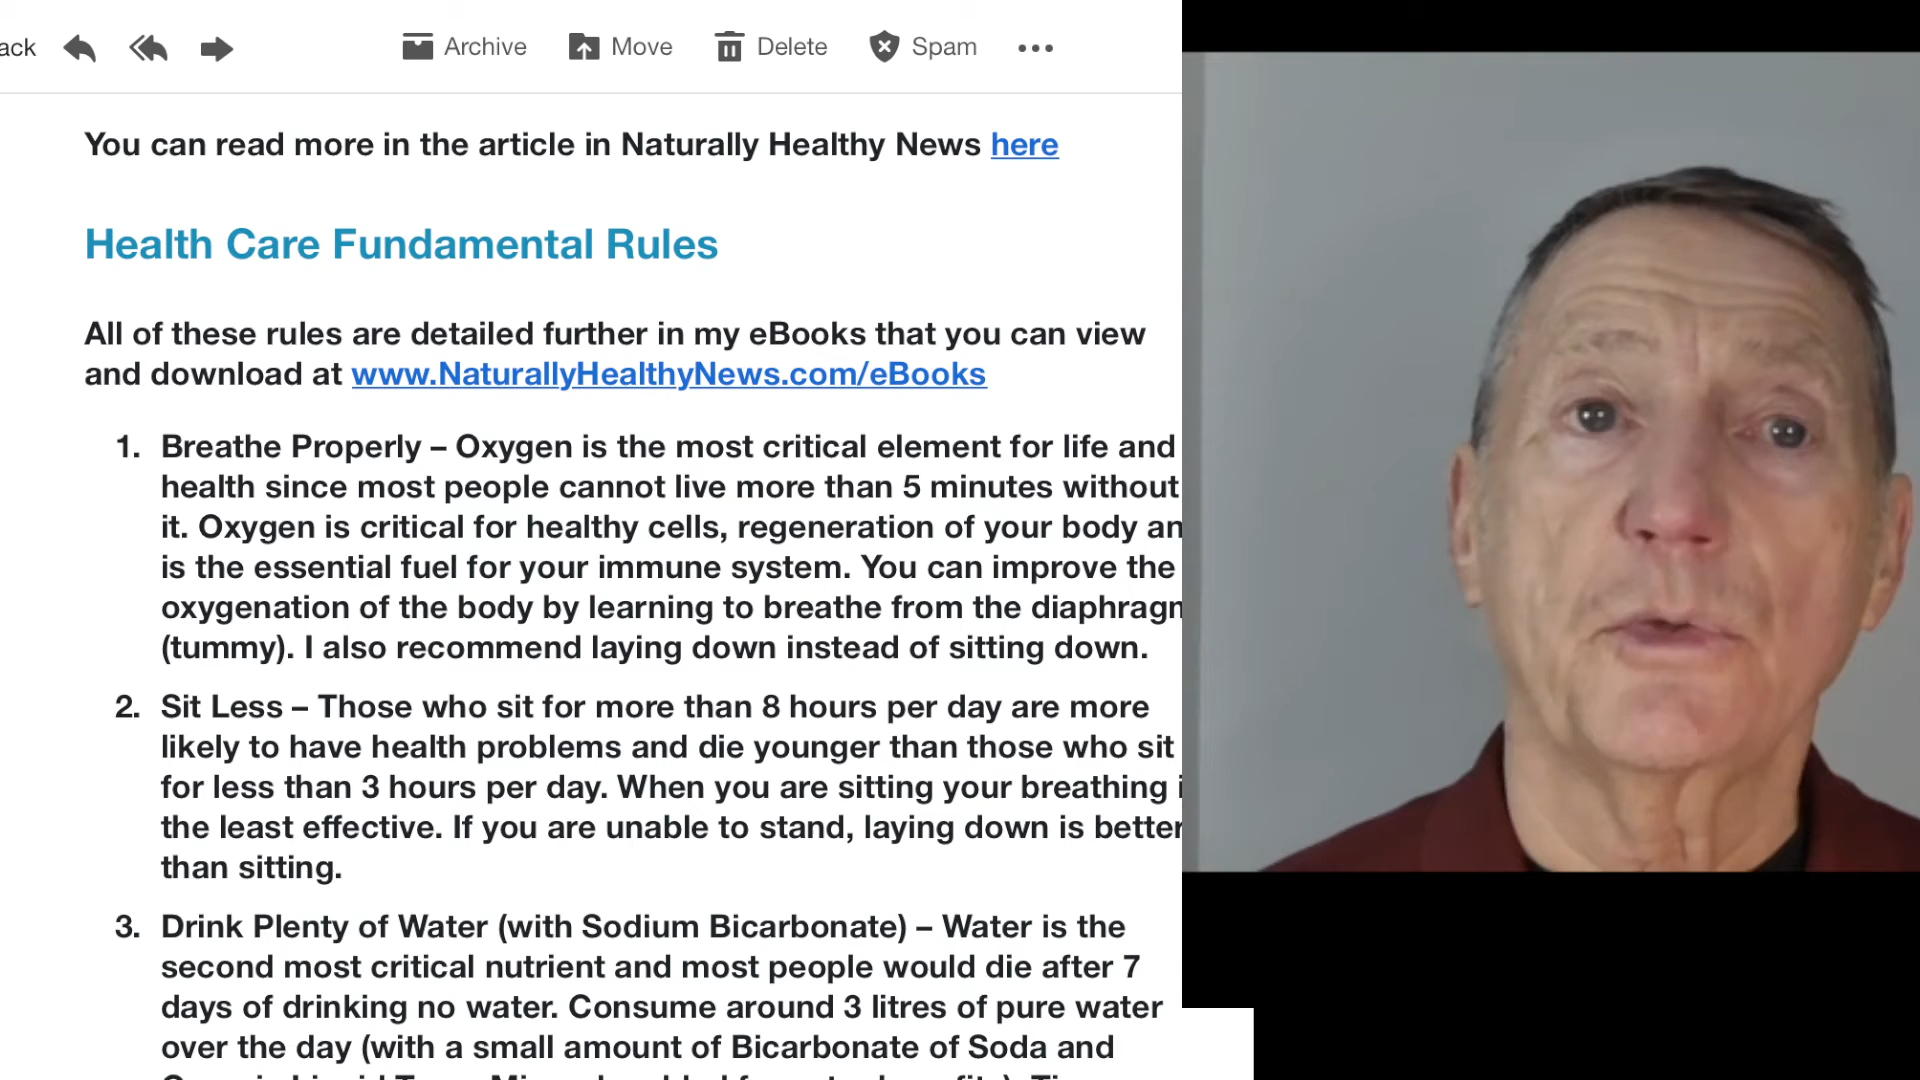 ack
Archive Move Delete Spam
You can read more in the article in Naturally Healthy News here
Health Care Fundamental Rules
All of these rules are detailed further in my eBooks that you can view
and download at www.NaturallyHealthyNews.com/eBooks
1. Breathe Properly – Oxygen is the most critical element for life and
health since most people cannot live more than 5 minutes without
it. Oxygen is critical for healthy cells, regeneration of your body an
is the essential fuel for your immune system. You can improve the
oxygenation of the body by learning to breathe from the diaphragm
(tummy). I also recommend laying down instead of sitting down.
2. Sit Less – Those who sit for more than 8 hours per day are more
likely to have health problems and die younger than those who sit
for less than 3 hours per day. When you are sitting your breathing i
the least effective. If you are unable to stand, laying down is better
than sitting.
3. Drink Plenty of Water (with Sodium Bicarbonate) – Water is the
second most critical nutrient and most people would die after 7
days of drinking no water. Consume around 3 litres of pure water
over the day (with a small amount of Bicarbonate of Soda and